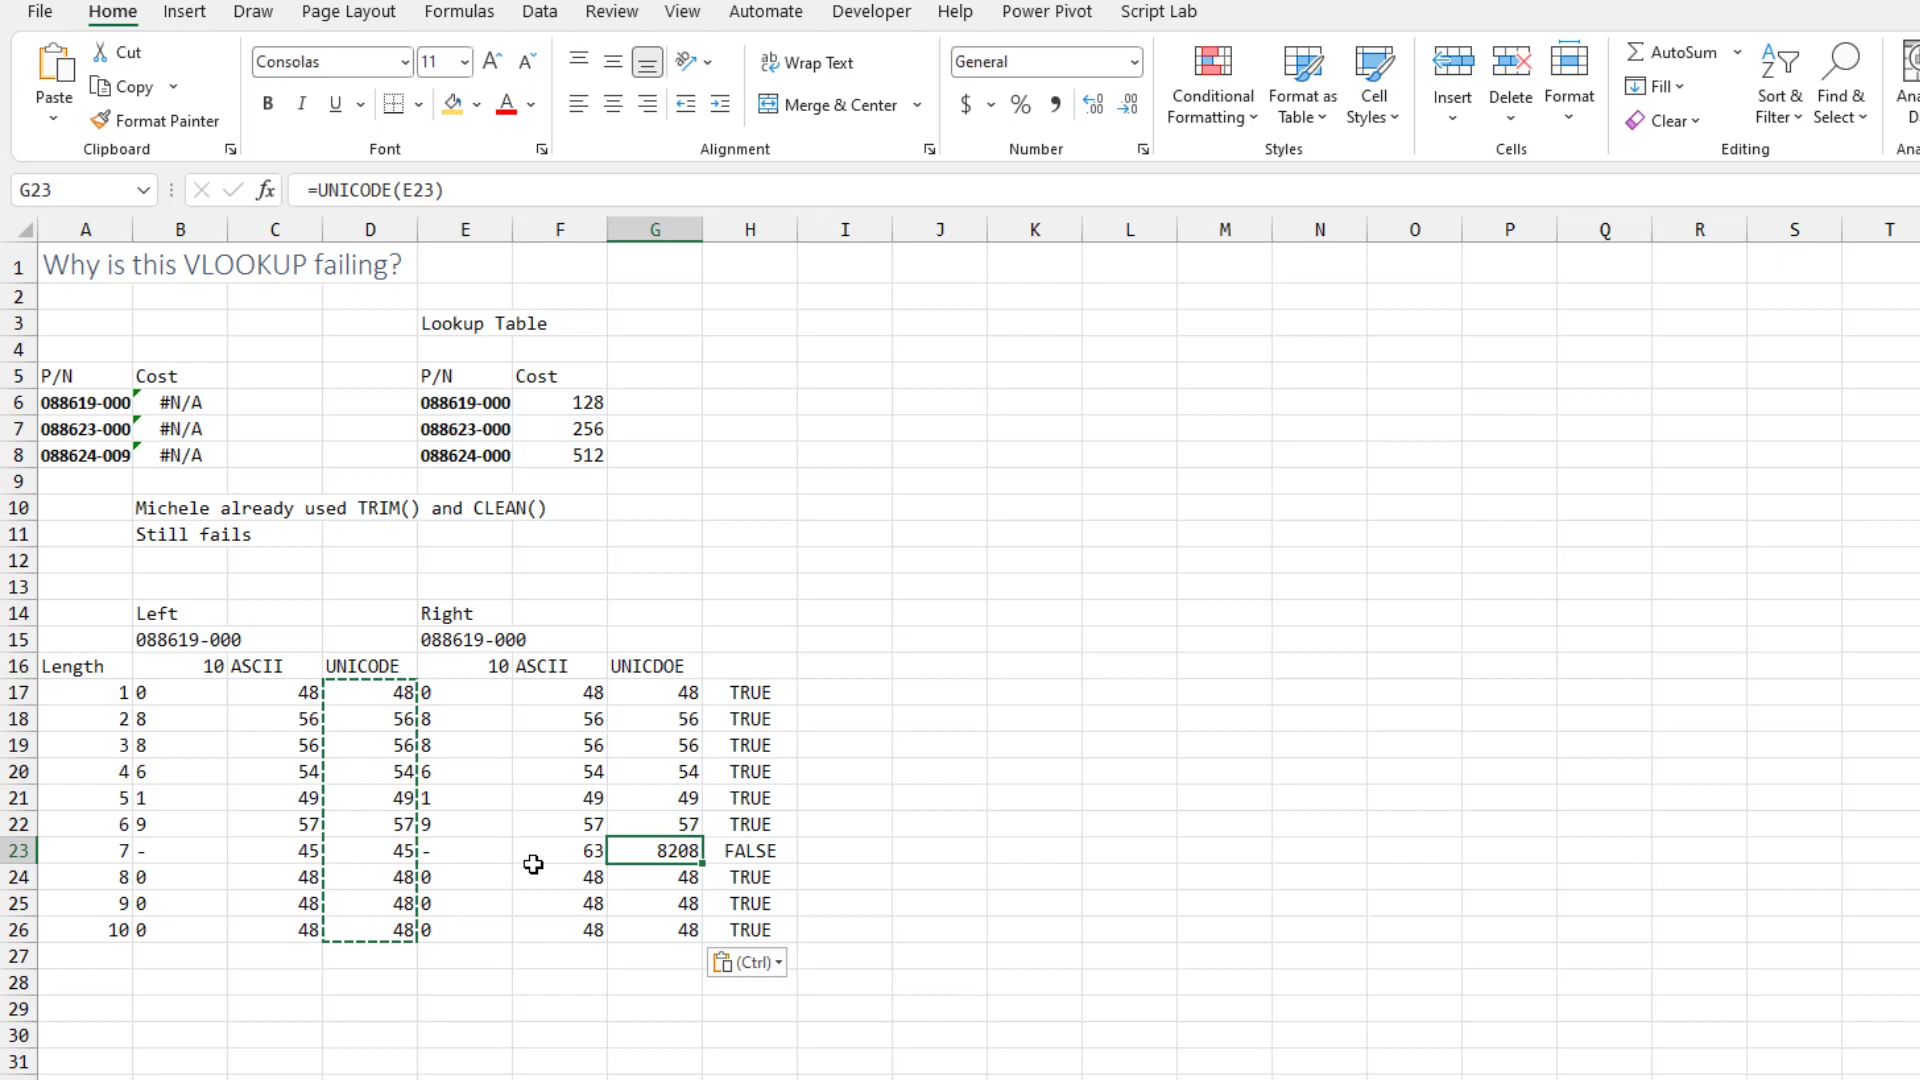 File Home Insert Draw Page Layout Formulas Data Review View Automate Developer Help Power Pivot Script Lab
Paste
Cut
Copy
Format Painter
Clipboard
Consolas 11
B I U
Font
Wrap Text
Merge & Center
Alignment
General
$ %
Number
Conditional Formatting
Format as Table
Cell Styles
Styles
Insert
Delete
Format
Cells
AutoSum
Fill
Clear
Sort & Filter
Find & Select
Editing
G23 fx =UNICODE(E23)
A B C D E F G H I J K L M N O P Q R S T
1 Why is this VLOOKUP failing?
2
3 Lookup Table
4
5 P/N Cost P/N Cost
6 088619-000 #N/A 088619-000 128
7 088623-000 #N/A 088623-000 256
8 088624-009 #N/A 088624-000 512
9
10 Michele already used TRIM() and CLEAN()
11 Still fails
12
13
14 Left Right
15 088619-000 088619-000
16 Length 10 ASCII UNICODE 10 ASCII UNICDOE
17 1 0 48 48 0 48 48 TRUE
18 2 8 56 56 8 56 56 TRUE
19 3 8 56 56 8 56 56 TRUE
20 4 6 54 54 6 54 54 TRUE
21 5 1 49 49 1 49 49 TRUE
22 6 9 57 57 9 57 57 TRUE
23 7 - 45 45 ‐ 63 8208 FALSE
24 8 0 48 48 0 48 48 TRUE
25 9 0 48 48 0 48 48 TRUE
26 10 0 48 48 0 48 48 TRUE
27 (Ctrl)
28
29
30
31